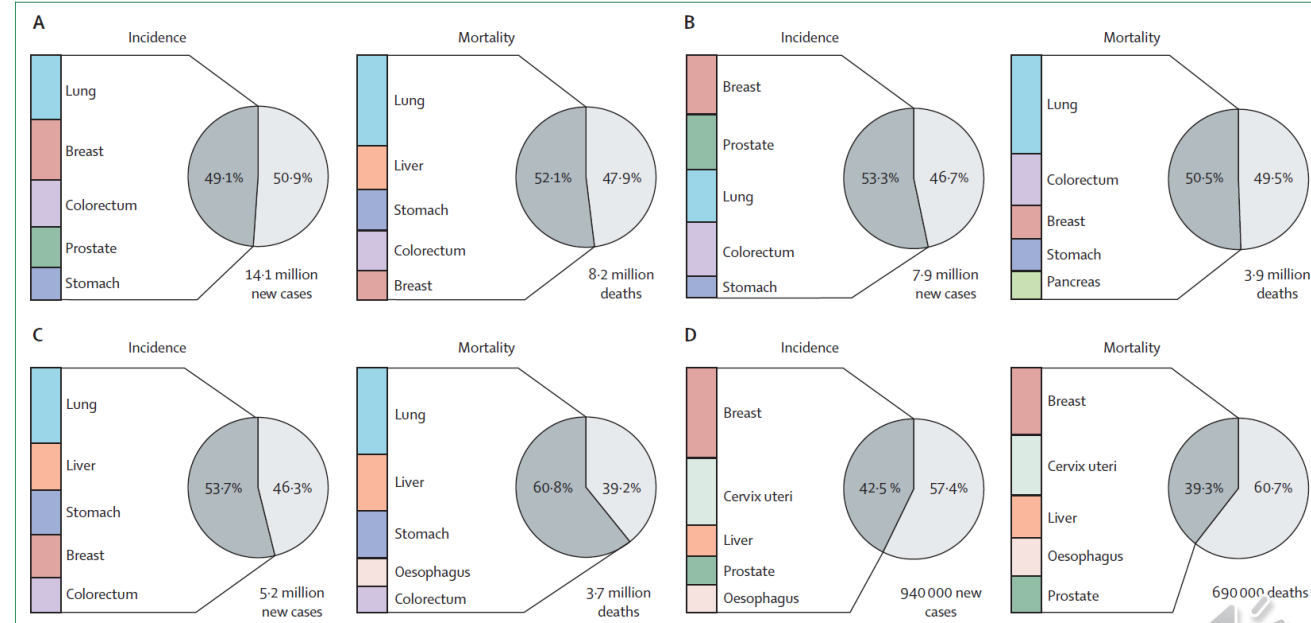 A
Incidence
Mortality
Lung
Breast
Colorectum
Prostate
Stomach
49·1%
50·9%
14·1 million
new cases
Lung
Liver
Stomach
Colorectum
Breast
52·1%
47·9%
8·2 million
deaths
B
Incidence
Mortality
Breast
Prostate
Lung
Colorectum
Stomach
53·3%
46·7%
7·9 million
new cases
Lung
Colorectum
Breast
Stomach
Pancreas
50·5%
49·5%
3·9 million
deaths
C
Incidence
Mortality
Lung
Liver
Stomach
Breast
Colorectum
53·7%
46·3%
5·2 million
new cases
Lung
Liver
Stomach
Oesophagus
Colorectum
60·8%
39·2%
3·7 million
deaths
D
Incidence
Mortality
Breast
Cervix uteri
Liver
Prostate
Oesophagus
42·5%
57·4%
940 000 new
cases
Breast
Cervix uteri
Liver
Oesophagus
Prostate
39·3%
60·7%
690 000 deaths